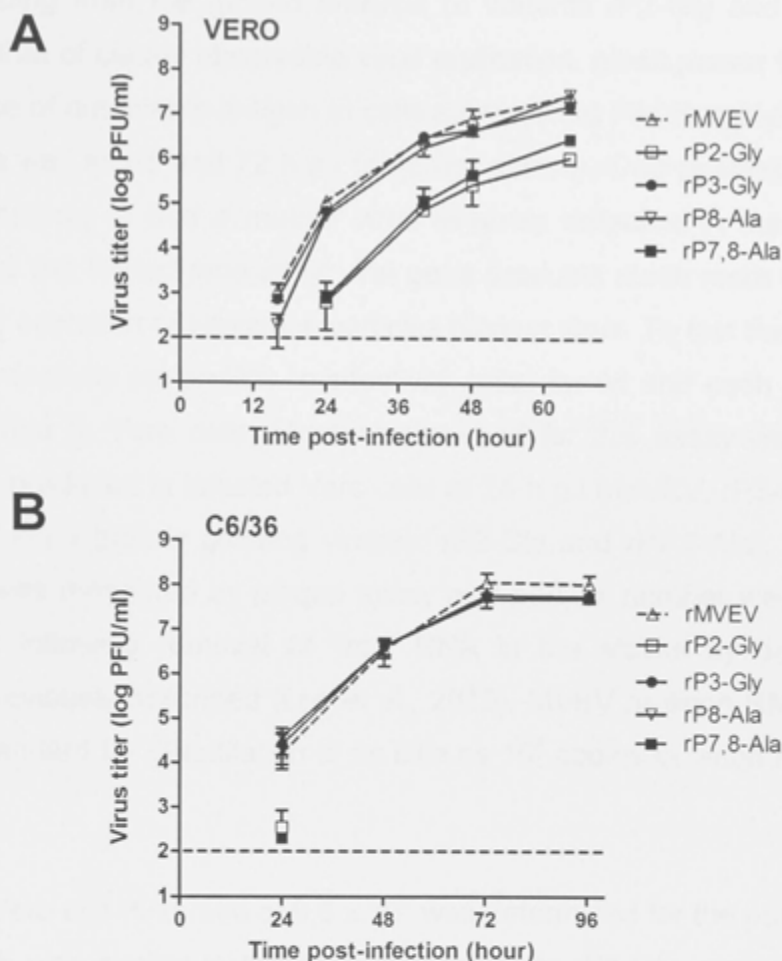 A
VERO
Virus titer (log PFU/ml)
9
8
7
6
5
4
3
2
1
0
12
24
36
48
60
Time post-infection (hour)
rMVEV
rP2-Gly
rP3-Gly
rP8-Ala
rP7,8-Ala
B
C6/36
Virus titer (log PFU/ml)
9
8
7
6
5
4
3
2
1
0
24
48
72
96
Time post-infection (hour)
rMVEV
rP2-Gly
rP3-Gly
rP8-Ala
rP7,8-Ala